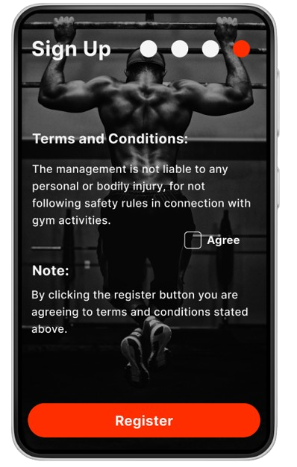 Sign Up
Terms and Conditions:
The management is not liable to any
personal or bodily injury, for not
following safety rules in connection with
gym activities.
Agree
Note:
By clicking the register button you are
agreeing to terms and conditions stated
above.
Register